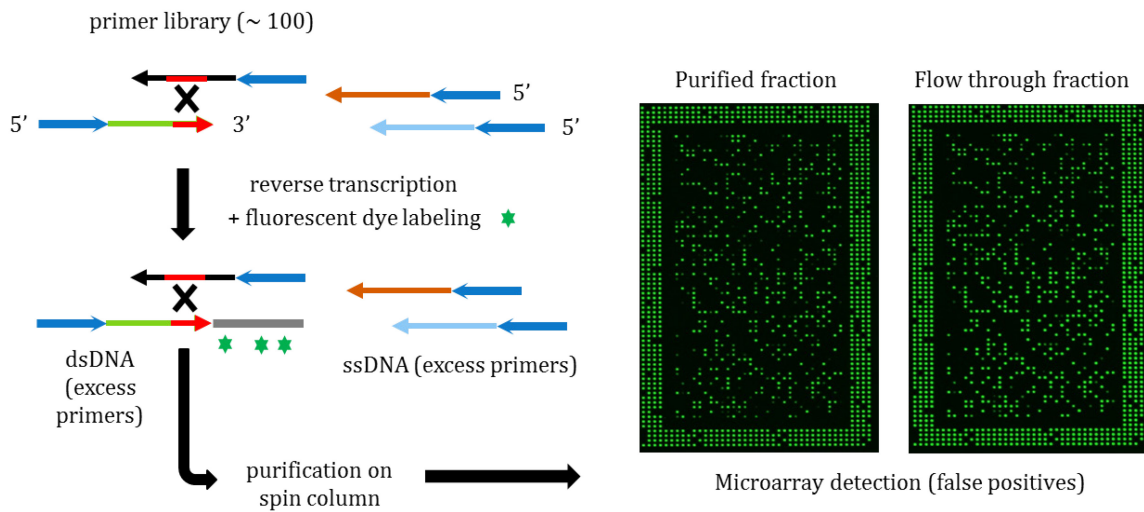 primer library (~ 100)
5’
3’
5’
5’
reverse transcription
+ fluorescent dye labeling
dsDNA
(excess
primers)
ssDNA (excess primers)
purification on
spin column
Purified fraction
Flow through fraction
Microarray detection (false positives)